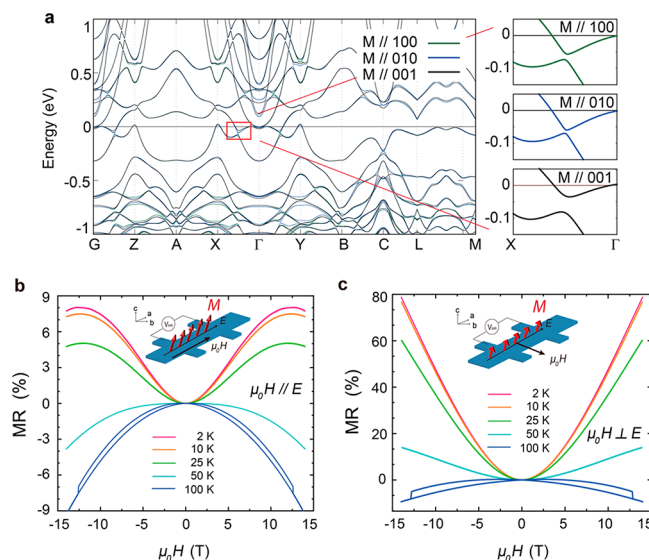 a
1
0.5
0
-0.5
-1
Energy (eV)
M // 100
M // 010
M // 001
G Z A X Γ Y B C L M
M // 100
0
-0.1
M // 010
0
-0.1
M // 001
0
-0.1
X Γ
b
9
6
3
0
-3
-6
-9
MR (%)
c
a
b
Vxx
M
E
μ0H
μ0H // E
2 K
10 K
25 K
50 K
100 K
-15 -10 -5 0 5 10 15
μ0H (T)
c
80
60
40
20
0
MR (%)
c
a
b
M
E
μ0H
2 K
10 K
25 K
50 K
100 K
μ0H ⊥ E
-15 -10 -5 0 5 10 15
μ0H (T)